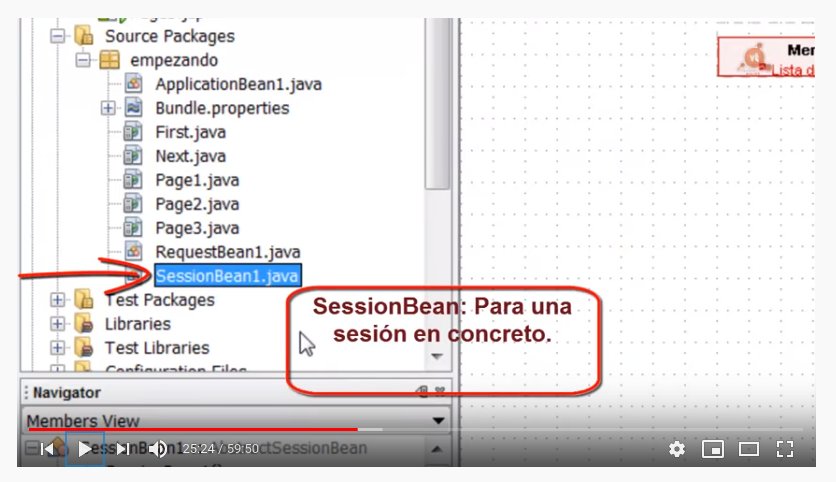 Source Packages
empezando
ApplicationBean1.java
Bundle.properties
First.java
Next.java
Page1.java
Page2.java
Page3.java
RequestBean1.java
SessionBean1.java
Test Packages
Libraries
Test Libraries
Configuration Files
SessionBean: Para una
sesión en concreto.
Mer
Lista d
Navigator
Members View
25:24 / 59:50